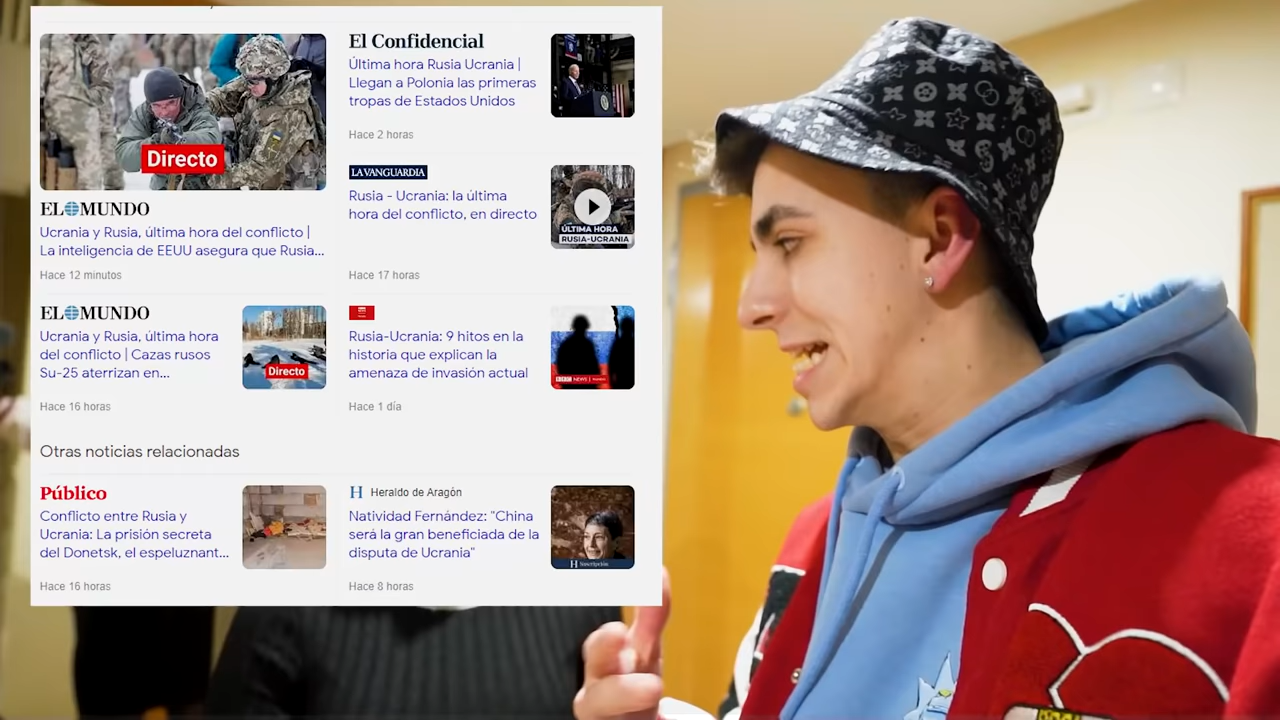 Directo
EL MUNDO
Ucrania y Rusia, última hora del conflicto |
La inteligencia de EEUU asegura que Rusia...
Hace 12 minutos
El Confidencial
Última hora Rusia Ucrania |
Llegan a Polonia las primeras
tropas de Estados Unidos
Hace 2 horas
LA VANGUARDIA
Rusia - Ucrania: la última
hora del conflicto, en directo
ÚLTIMA HORA
RUSIA-UCRANIA
Hace 17 horas
EL MUNDO
Ucrania y Rusia, última hora
del conflicto | Cazas rusos
Su-25 aterrizan en...
Directo
Hace 16 horas
Rusia-Ucrania: 9 hitos en la
historia que explican la
amenaza de invasión actual
BBC NEWS | MUNDO
Hace 1 día
Otras noticias relacionadas
Público
Conflicto entre Rusia y
Ucrania: La prisión secreta
del Donetsk, el espeluznant...
Hace 16 horas
H Heraldo de Aragón
Natividad Fernández: "China
será la gran beneficiada de la
disputa de Ucrania"
H Suscripción
Hace 8 horas